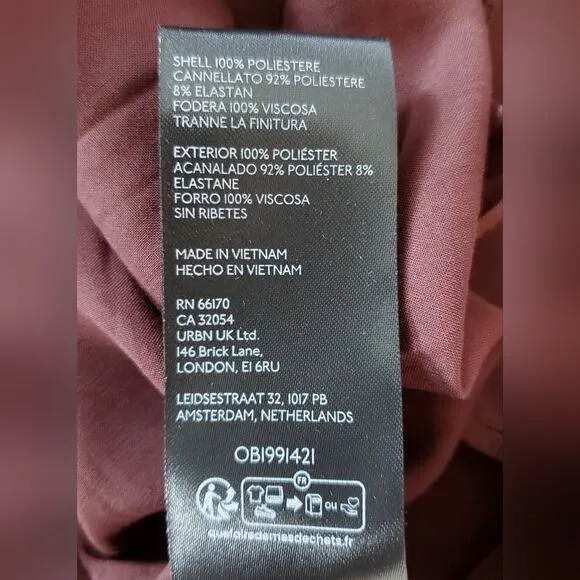 SHELL 100% POLIESTERE
CANNELLATO 92% POLIESTERE
8% ELASTAN
FODERA 100% VISCOSA
TRANNE LA FINITURA
EXTERIOR 100% POLIÉSTER
ACANALADO 92% POLIÉSTER 8%
ELASTANE
FORRO 100% VISCOSA
SIN RIBETES
MADE IN VIETNAM
HECHO EN VIETNAM
RN 66170
CA 32054
URBN UK Ltd.
146 Brick Lane,
LONDON, E1 6RU
LEIDSESTRAAT 32, 1017 PB
AMSTERDAM, NETHERLANDS
OB1991421
FR
OU
quefairedemesdechets.fr